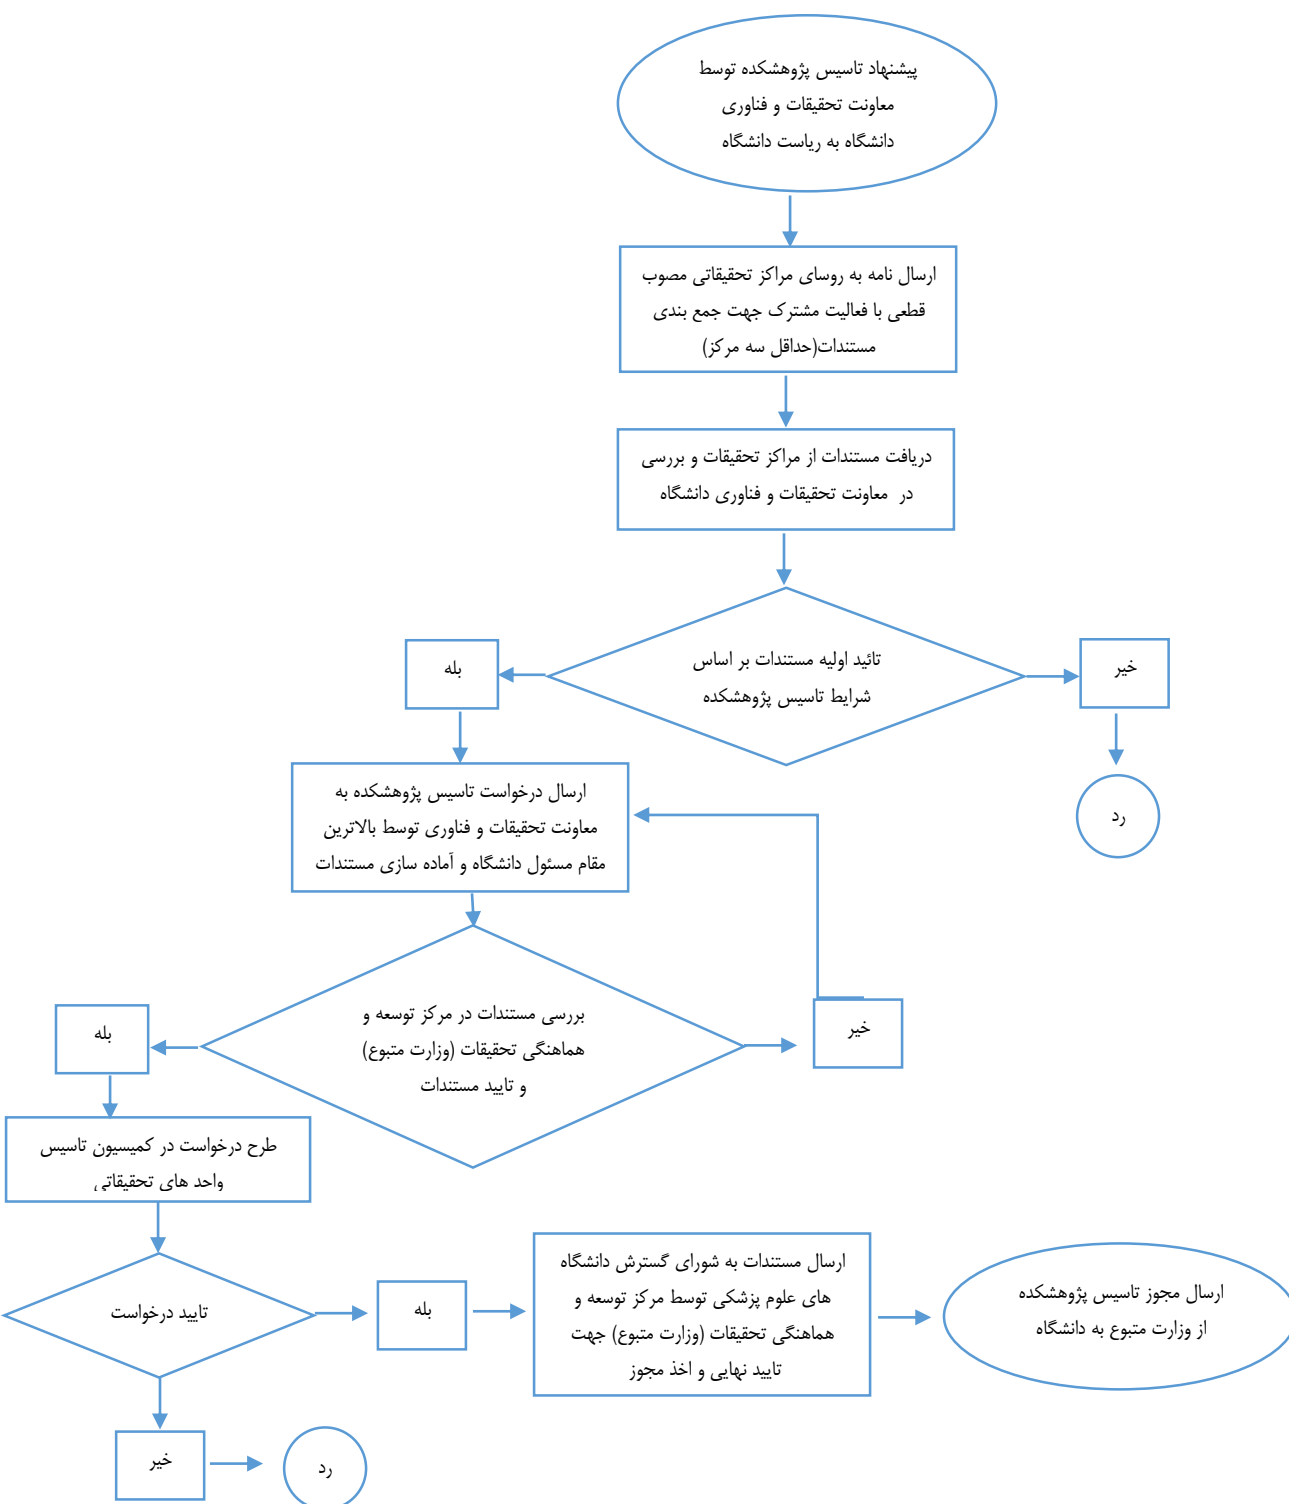 پیشنهاد تاسیس پژوهشکده توسط
معاونت تحقیقات و فناوری
دانشگاه به ریاست دانشگاه
ارسال نامه به روسای مراکز تحقیقاتی مصوب
قطعی با فعالیت مشترک جهت جمع بندی
مستندات(حداقل سه مرکز)
دریافت مستندات از مراکز تحقیقات و بررسی
در معاونت تحقیقات و فناوری دانشگاه
تائید اولیه مستندات بر اساس
شرایط تاسیس پژوهشکده
خیر
بله
رد
ارسال درخواست تاسیس پژوهشکده به
معاونت تحقیقات و فناوری توسط بالاترین
مقام مسئول دانشگاه و آماده سازی مستندات
بررسی مستندات در مرکز توسعه و
هماهنگی تحقیقات (وزارت متبوع)
و تایید مستندات
خیر
بله
طرح درخواست در کمیسیون تاسیس
واحد های تحقیقاتی
تایید درخواست
بله
ارسال مستندات به شورای گسترش دانشگاه
های علوم پزشکی توسط مرکز توسعه و
هماهنگی تحقیقات (وزارت متبوع) جهت
تایید نهایی و اخذ مجوز
ارسال مجوز تاسیس پژوهشکده
از وزارت متبوع به دانشگاه
خیر
رد